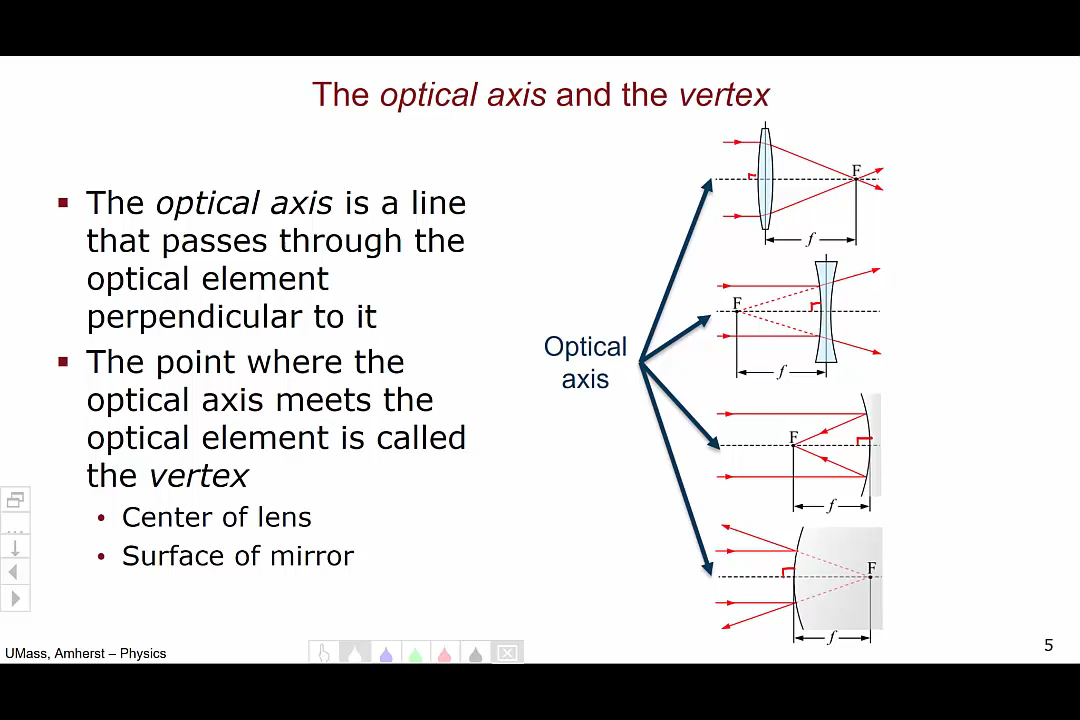 The optical axis and the vertex
▪ The optical axis is a line
that passes through the
optical element
perpendicular to it
▪ The point where the
optical axis meets the
optical element is called
the vertex
• Center of lens
• Surface of mirror
Optical
axis
F
f
F
f
F
f
F
f
UMass, Amherst – Physics
5